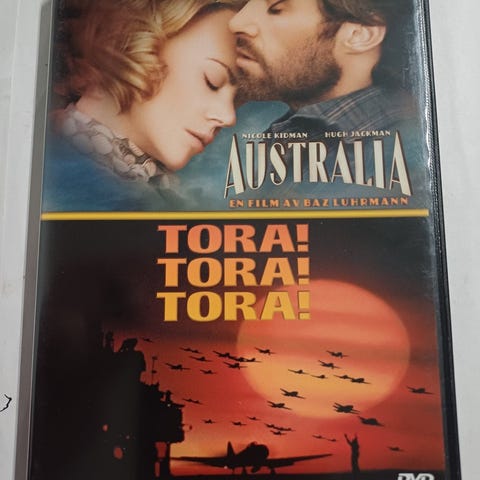 NICOLE KIDMAN HUGH JACKMAN
AUSTRALIA
EN FILM AV BAZ LUHRMANN
TORA!
TORA!
TORA!
DVD